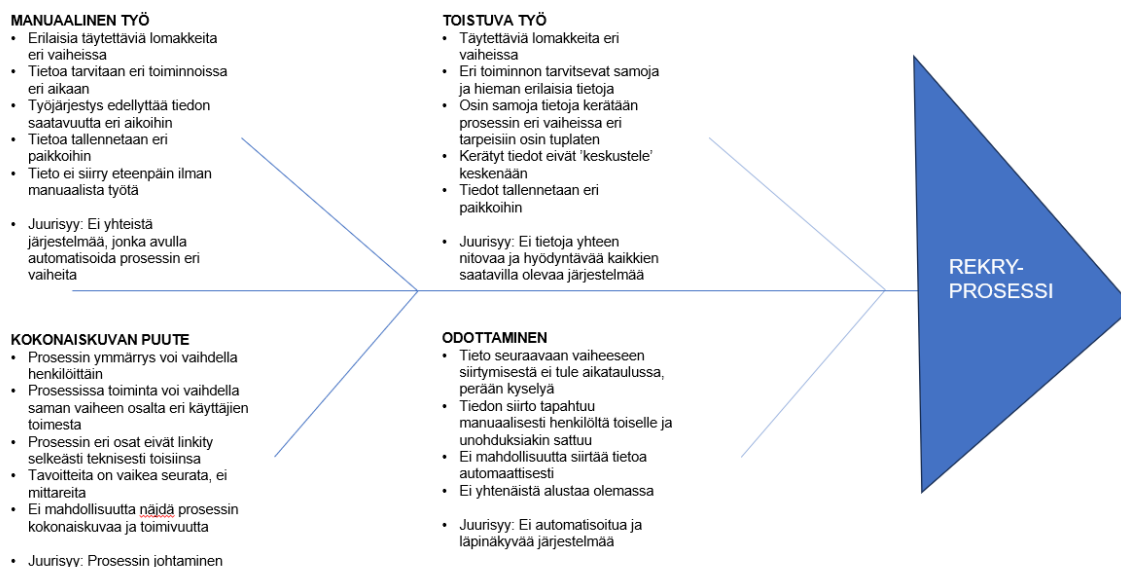 MANUAALINEN TYÖ
• Erilaisia täytettäviä lomakkeita
eri vaiheissa
• Tietoa tarvitaan eri toiminnoissa
eri aikaan
• Työjärjestys edellyttää tiedon
saatavuutta eri aikoihin
• Tietoa tallennetaan eri
paikkoihin
• Tieto ei siirry eteenpäin ilman
manuaalista työtä
• Juurisyy: Ei yhteistä
järjestelmää, jonka avulla
automatisoida prosessin eri
vaiheita
TOISTUVA TYÖ
• Täytettäviä lomakkeita eri
vaiheissa
• Eri toiminnon tarvitsevat samoja
ja hieman erilaisia tietoja
• Osin samoja tietoja kerätään
prosessin eri vaiheissa eri
tarpeisiin osin tuplaten
• Kerätyt tiedot eivät ’keskustele’
keskenään
• Tiedot tallennetaan eri
paikkoihin
• Juurisyy: Ei tietoja yhteen
nitovaa ja hyödyntävää kaikkien
saatavilla olevaa järjestelmää
REKRY-
PROSESSI
KOKONAISKUVAN PUUTE
• Prosessin ymmärrys voi vaihdella
henkilöittäin
• Prosessissa toiminta voi vaihdella
saman vaiheen osalta eri käyttäjien
toimesta
• Prosessin eri osat eivät linkity
selkeästi teknisesti toisiinsa
• Tavoitteita on vaikea seurata, ei
mittareita
• Ei mahdollisuutta näjdä prosessin
kokonaiskuvaa ja toimivuutta
• Juurisyy: Prosessin johtaminen
ODOTTAMINEN
• Tieto seuraavaan vaiheeseen
siirtymisestä ei tule aikataulussa,
perään kyselyä
• Tiedon siirto tapahtuu
manuaalisesti henkilöltä toiselle ja
unohduksiakin sattuu
• Ei mahdollisuutta siirtää tietoa
automaattisesti
• Ei yhtenäistä alustaa olemassa
• Juurisyy: Ei automatisoitua ja
läpinäkyvää järjestelmää